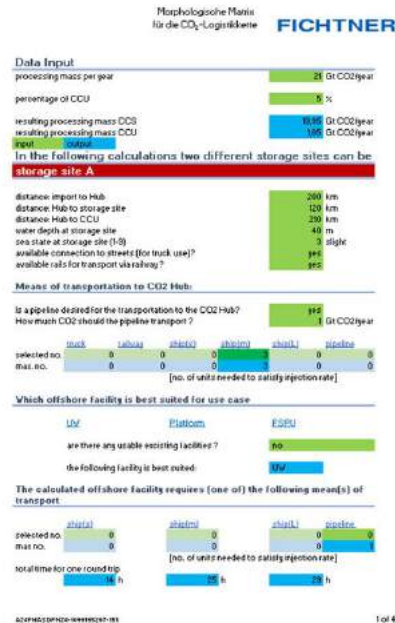 Morphologische Matrix
für die CO₂-Logistikkette
FICHTNER
Data Input
processing mass per year 21 Gt CO2/year
percentage of CCU 5 %
resulting processing mass CCS 19,95 Gt CO2/year
resulting processing mass CCU 1,05 Gt CO2/year
input output
In the following calculations two different storage sites can be
storage site A
distance: import to Hub 200 km
distance: Hub to storage site 120 km
distance: Hub to CCU 210 km
water depth at storage site 40 m
sea state at storage site (1-9) 3 slight
available connection to streets (for truck use)? yes
available rails for transport via railway? yes
Means of transportation to CO2 Hub:
Is a pipeline desired for the transportation to the CO2 Hub? yes
How much CO2 should the pipeline transport? 1 Gt CO2/year
truck railway ship(s) ship(m) ship(L) pipeline
selected no. 0 0 0 3 0 0
max. no. 0 0 0 3 0 0
[no. of units needed to satisfy injection rate]
Which offshore facility is best suited for use case
UW Platform FSPU
are there any usable excisting facilities? no
the following facility is best suited: UW
The calculated offshore facility requires (one of) the following mean(s) of
transport
ship(s) ship(m) ship(L) pipeline
selected no. 0 0 0 0
max no. 0 0 0 1
[no. of units needed to satisfy injection rate]
total time for one round trip
14 h 25 h 29 h
1 of 4